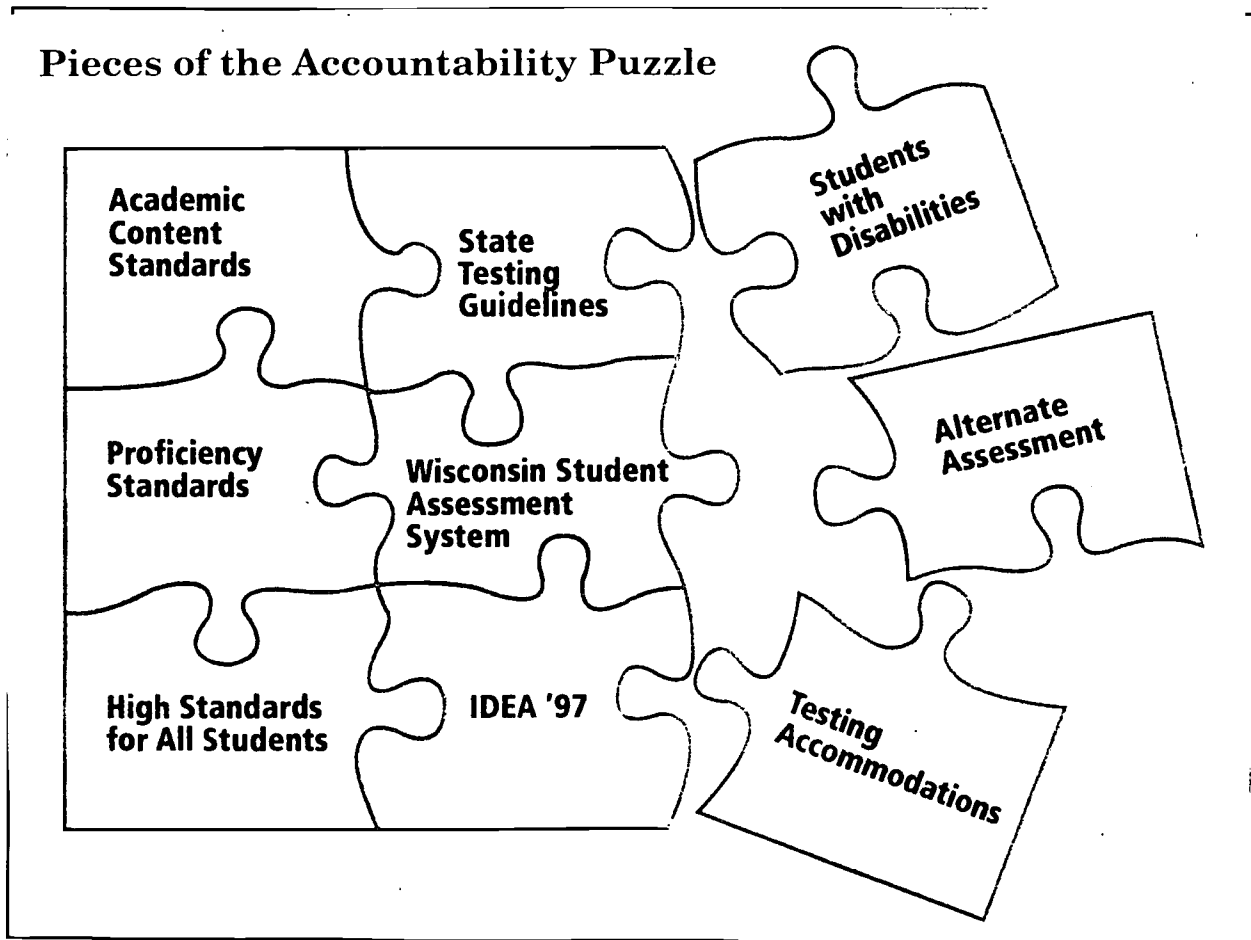 Pieces of the Accountability Puzzle
Academic
Content
Standards
State
Testing
Guidelines
Students
with
Disabilities
Proficiency
Standards
Wisconsin Student
Assessment
System
Alternate
Assessment
High Standards
for All Students
IDEA '97
Testing
Accommodations